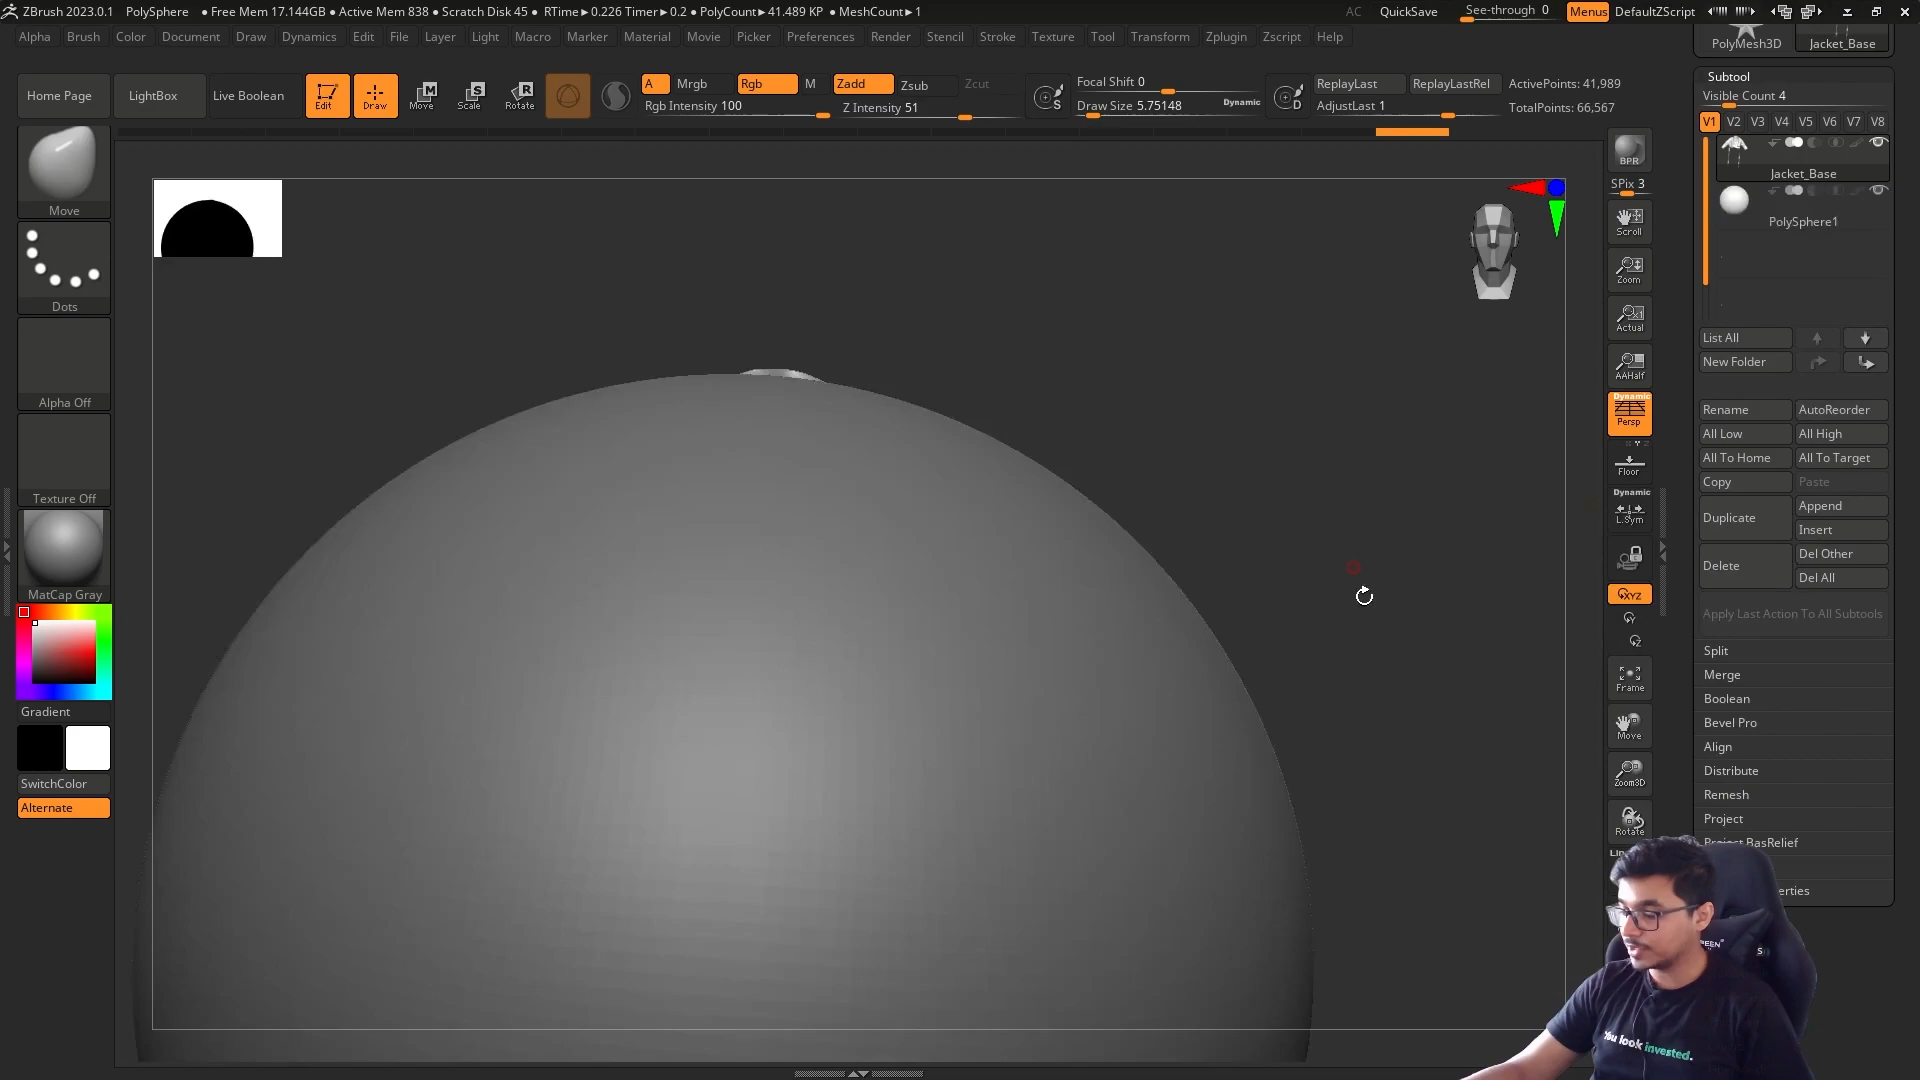 ZBrush 2023.0.1 PolySphere ● Free Mem 17.144GB ● Active Mem 838 ● Scratch Disk 45 ● RTime►0.226 Timer►0.2 ● PolyCount►41.489 KP ● MeshCount►1 AC QuickSave See-through 0 Menus DefaultZScript
Alpha Brush Color Document Draw Dynamics Edit File Layer Light Macro Marker Material Movie Picker Preferences Render Stencil Stroke Texture Tool Transform Zplugin Zscript Help
PolyMesh3D Jacket_Base
Home Page LightBox Live Boolean
Edit Draw Move Scale Rotate
A Mrgb Rgb M Zadd Zsub Zcut
Rgb Intensity 100 Z Intensity 51
Focal Shift 0
Draw Size 5.75148 Dynamic
ReplayLast ReplayLastRel ActivePoints: 41,989
AdjustLast 1 TotalPoints: 66,567
Move
Dots
Alpha Off
Texture Off
MatCap Gray
Gradient
SwitchColor
Alternate
BPR
SPix 3
Scroll
Zoom
Actual
AAHalf
Dynamic
Persp
Floor
Dynamic
L.Sym
XYZ
Y
Z
Frame
Move
Zoom3D
Rotate
Subtool
Visible Count 4
V1 V2 V3 V4 V5 V6 V7 V8
Jacket_Base
PolySphere1
List All
New Folder
Rename AutoReorder
All Low All High
All To Home All To Target
Copy Paste
Duplicate Append
Insert
Delete Del Other
Del All
Apply Last Action To All Subtools
Split
Merge
Boolean
Bevel Pro
Align
Distribute
Remesh
Project
Project BasRelief
erties
You look invested.